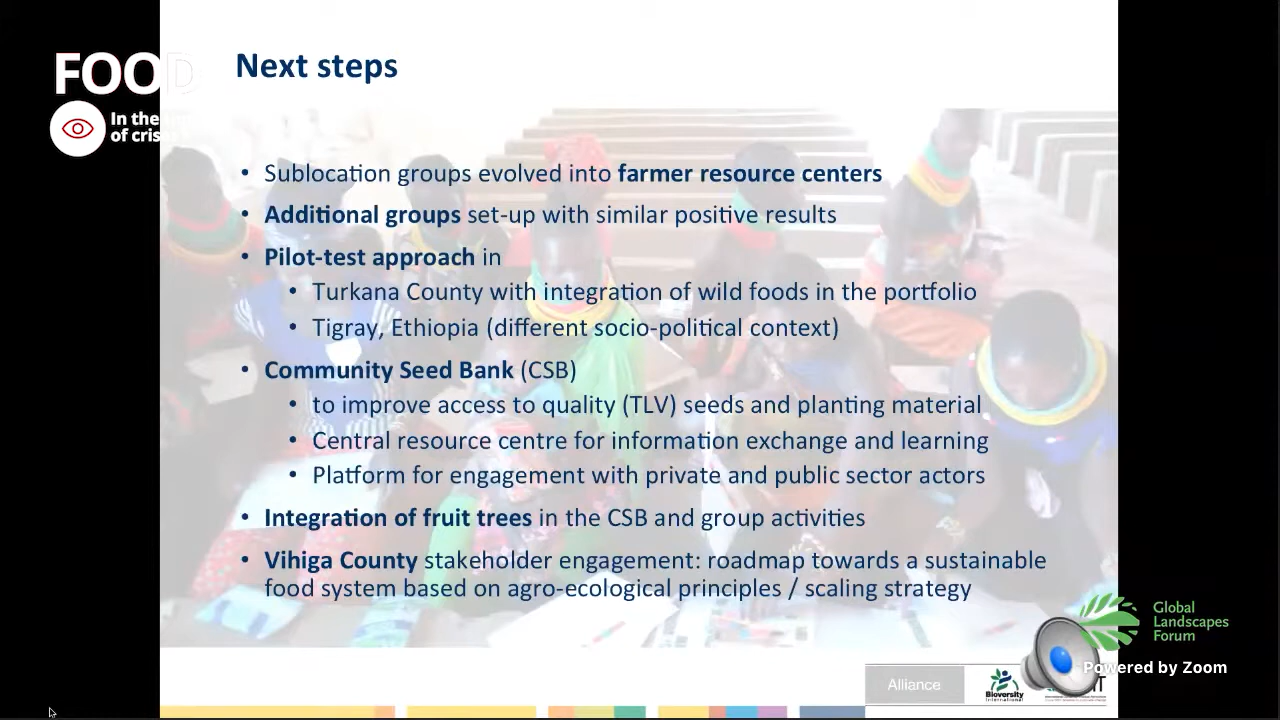 FOOD
In the
of crisis
Next steps
• Sublocation groups evolved into farmer resource centers
• Additional groups set-up with similar positive results
• Pilot-test approach in
• Turkana County with integration of wild foods in the portfolio
• Tigray, Ethiopia (different socio-political context)
• Community Seed Bank (CSB)
• to improve access to quality (TLV) seeds and planting material
• Central resource centre for information exchange and learning
• Platform for engagement with private and public sector actors
• Integration of fruit trees in the CSB and group activities
• Vihiga County stakeholder engagement: roadmap towards a sustainable
food system based on agro-ecological principles / scaling strategy
Global
Landscapes
Forum
Powered by Zoom
Alliance
Bioversity
International